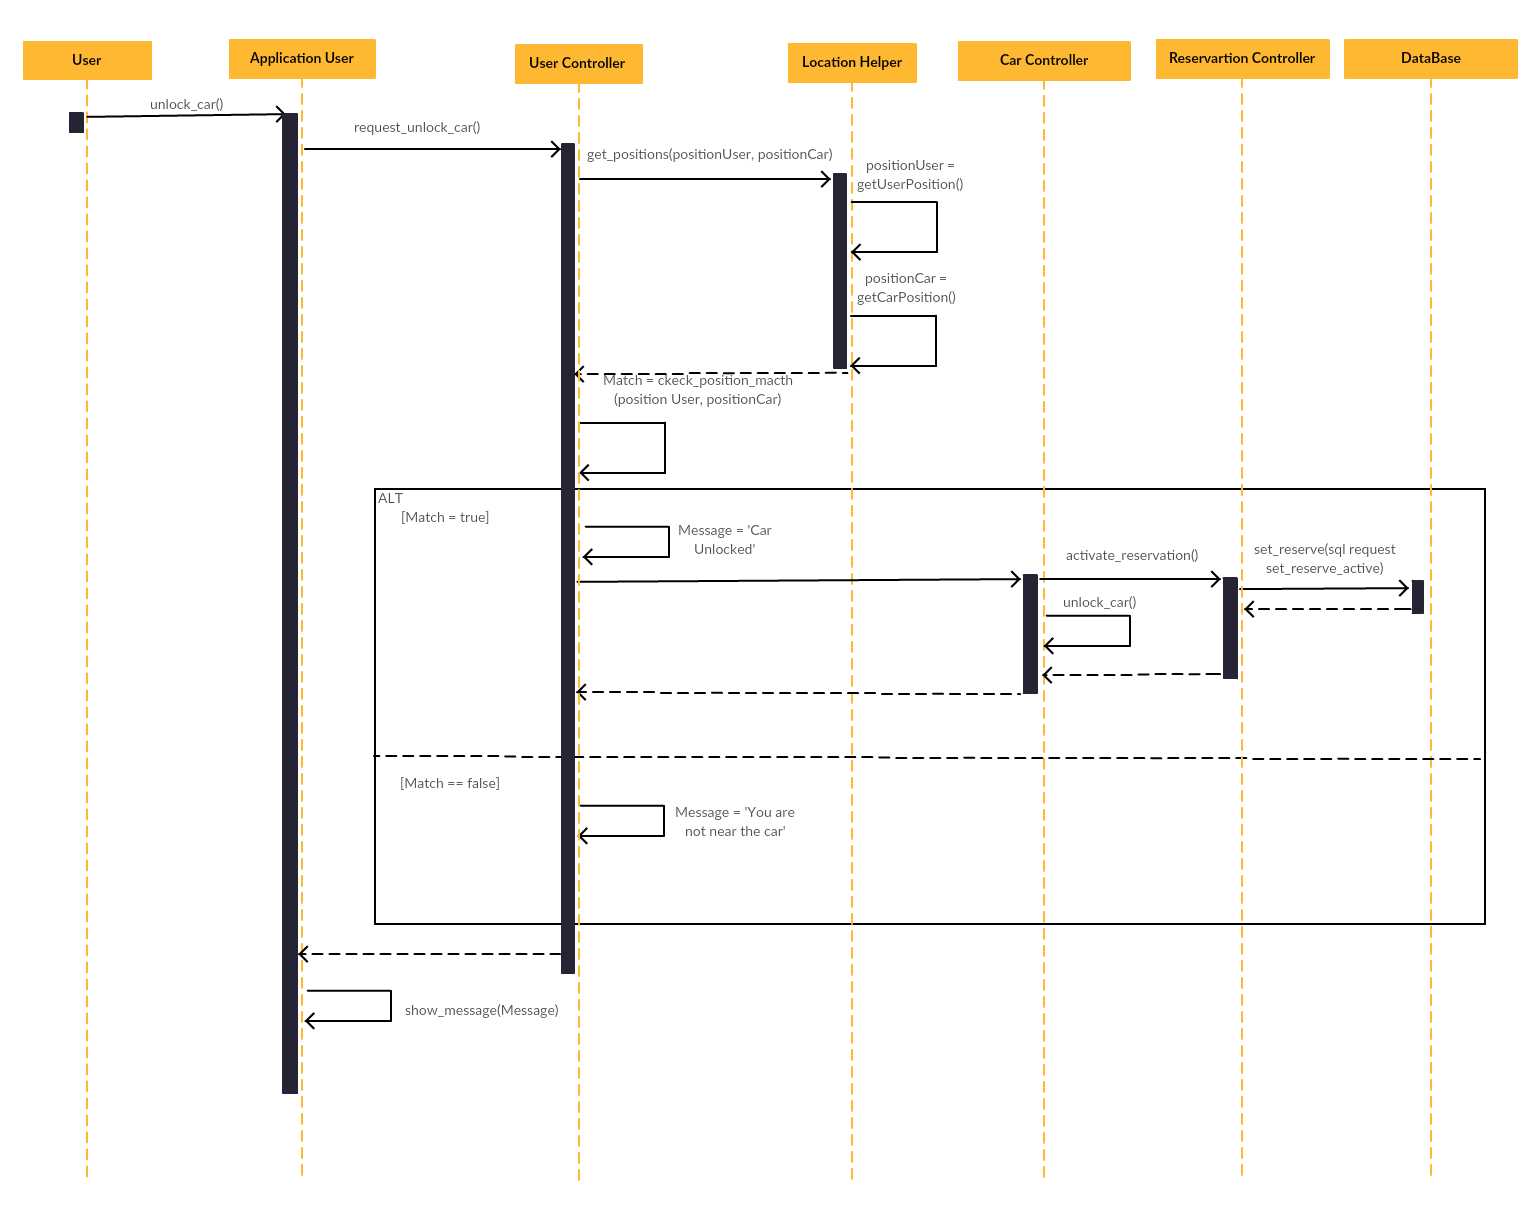 User
Application User
User Controller
Location Helper
Car Controller
Reservartion Controller
DataBase
unlock_car()
request_unlock_car()
get_positions(positionUser, positionCar)
positionUser =
getUserPosition()
positionCar =
getCarPosition()
Match = ckeck_position_macth
(position User, positionCar)
ALT
[Match = true]
Message = 'Car
Unlocked'
activate_reservation()
set_reserve(sql request
set_reserve_active)
unlock_car()
[Match == false]
Message = 'You are
not near the car'
show_message(Message)